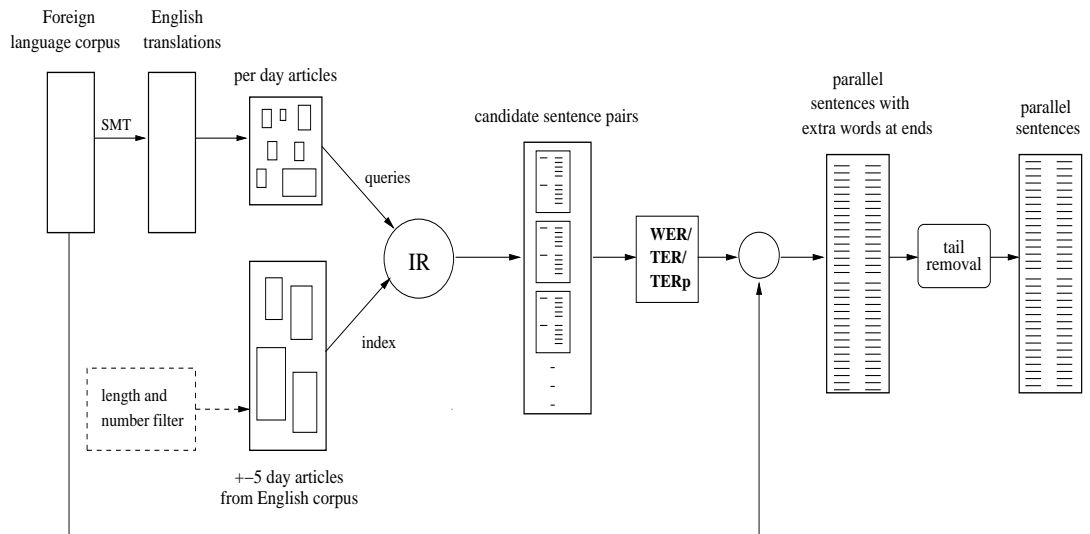 Foreign
language corpus
English
translations
SMT
per day articles
queries
IR
index
length and
number filter
+−5 day articles
from English corpus
candidate sentence pairs
WER/
TER/
TERp
parallel
sentences with
extra words at ends
tail
removal
parallel
sentences